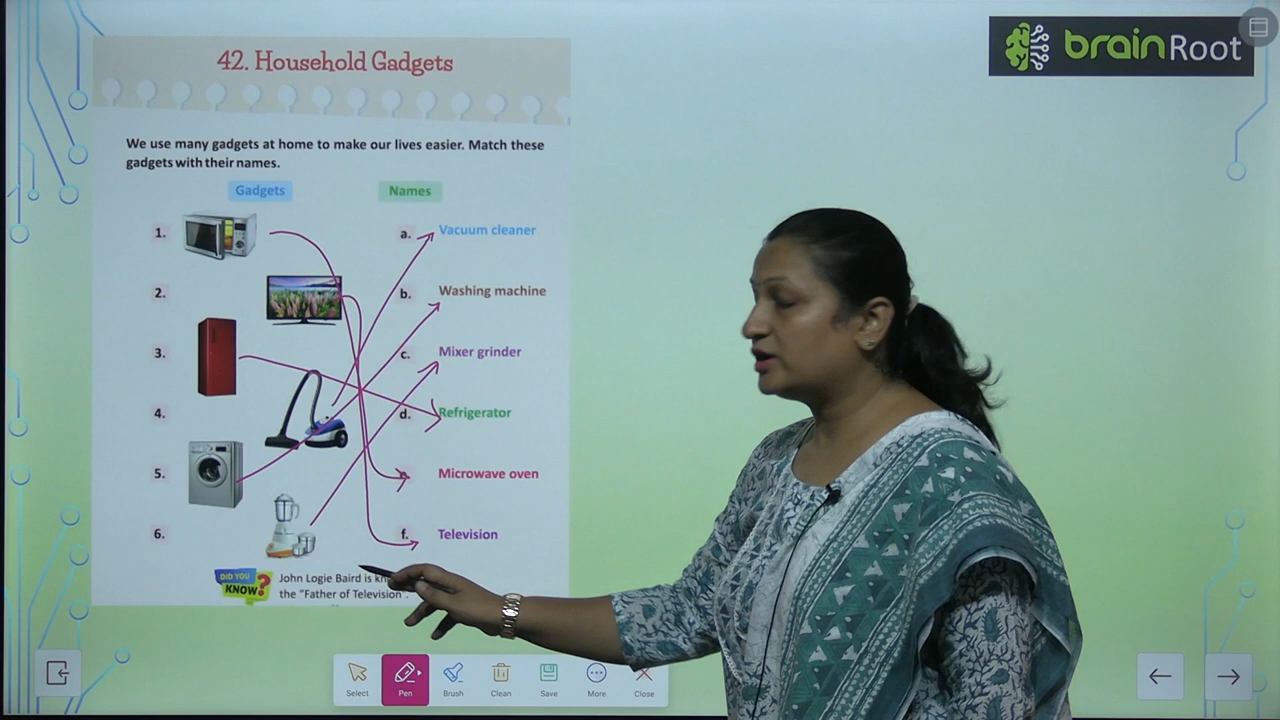 brainRoot
42. Household Gadgets
We use many gadgets at home to make our lives easier. Match these
gadgets with their names.
Gadgets Names
1. a. Vacuum cleaner
2. b. Washing machine
3. c. Mixer grinder
4. d. Refrigerator
5. Microwave oven
6. f. Television
DID YOU KNOW?
John Logie Baird is
the "Father of Television".
Select Pen Brush Clean Save More Close